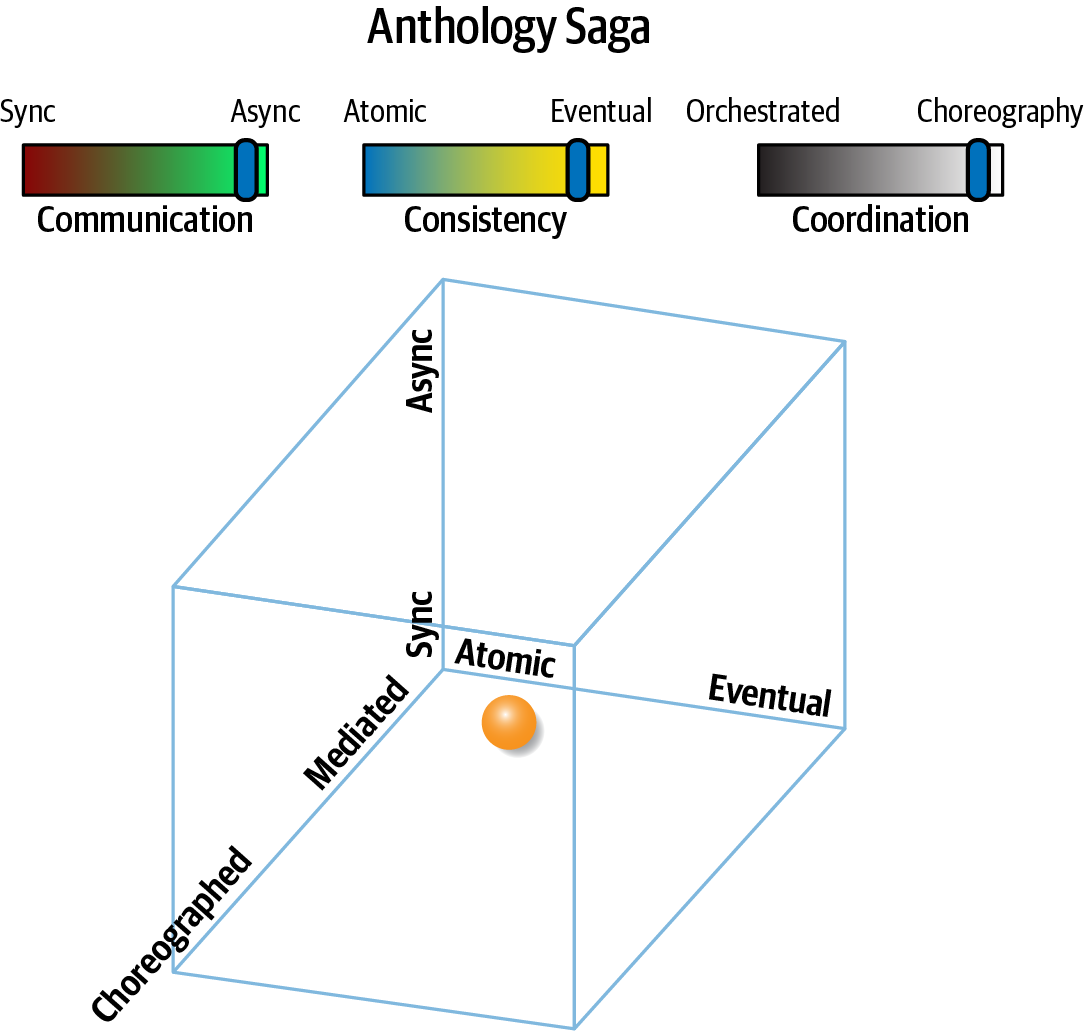 Anthology Saga
Sync
Async
Atomic
Eventual
Orchestrated
Choreography
Communication
Consistency
Coordination
Async
Sync
Atomic
Eventual
Mediated
Choreographed